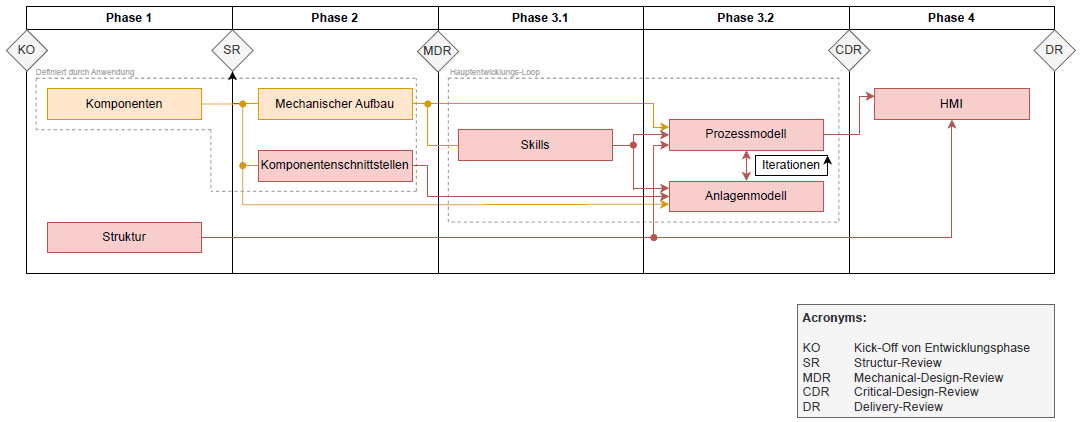 Phase 1
Phase 2
Phase 3.1
Phase 3.2
Phase 4
KO
SR
MDR
CDR
DR
Definiert durch Anwendung
Hauptentwicklungs-Loop
Komponenten
Mechanischer Aufbau
HMI
Skills
Prozessmodell
Komponentenschnittstellen
Iterationen
Anlagenmodell
Struktur
Acronyms:
KO Kick-Off von Entwicklungsphase
SR Structur-Review
MDR Mechanical-Design-Review
CDR Critical-Design-Review
DR Delivery-Review